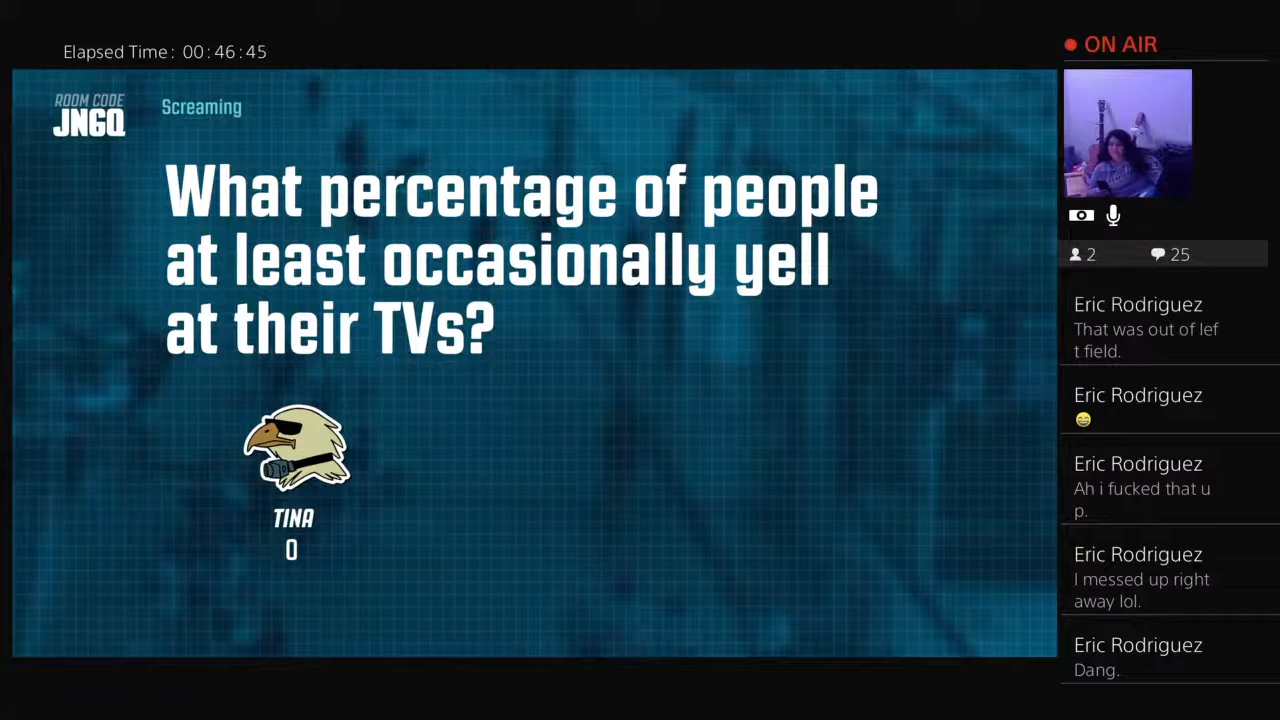 Elapsed Time: 00:46:45
ON AIR
ROOM CODE
JNGQ
Screaming
What percentage of people
at least occasionally yell
at their TVs?
TINA
0
2
25
Eric Rodriguez
That was out of lef
t field.
Eric Rodriguez
😄
Eric Rodriguez
Ah i fucked that u
p.
Eric Rodriguez
I messed up right
away lol.
Eric Rodriguez
Dang.